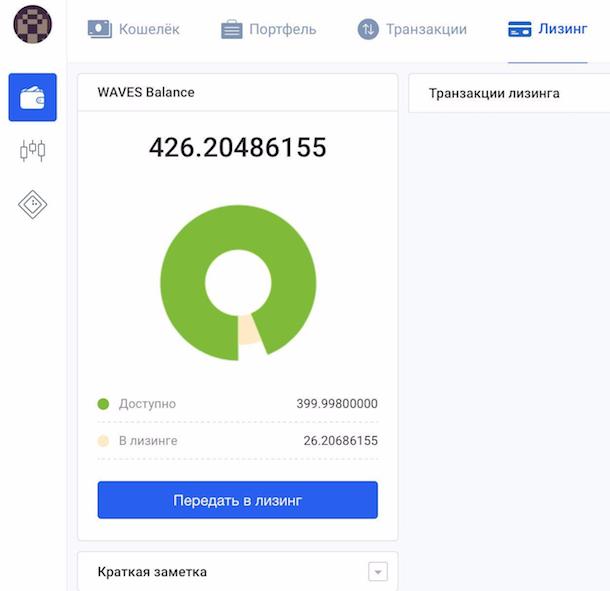 Кошелёк
Портфель
Транзакции
Лизинг
WAVES Balance
426.20486155
Доступно 399.99800000
В лизинге 26.20686155
Передать в лизинг
Краткая заметка
Транзакции лизинга